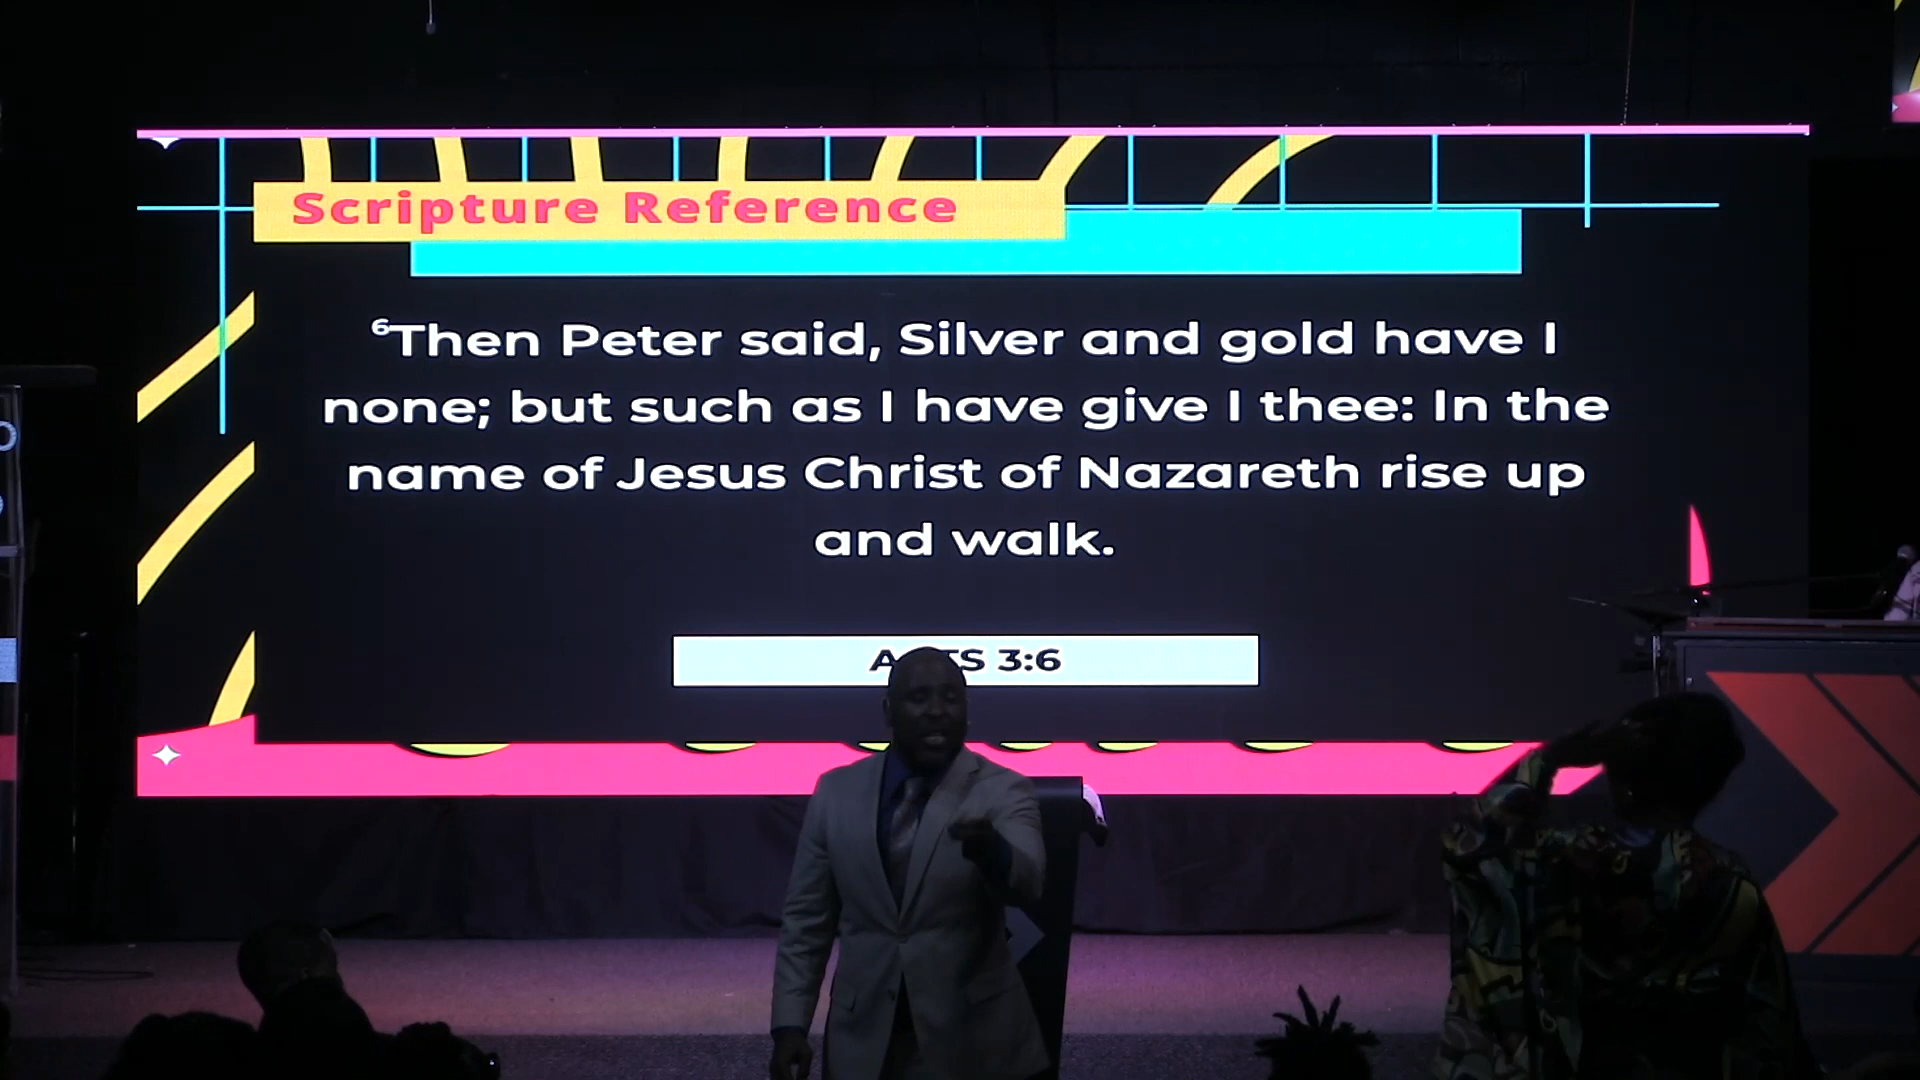 Scripture Reference
⁶Then Peter said, Silver and gold have I
none; but such as I have give I thee: In the
name of Jesus Christ of Nazareth rise up
and walk.
3:6